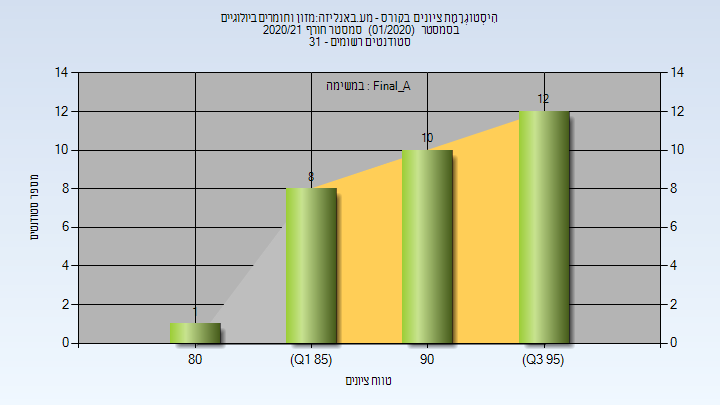 היסטוגרמת ציונים בקורס - מע.באנליזה:מזון וחומרים ביולוגיים
בסמסטר (01/2020) סמסטר חורף 2020/21
סטודנטים רשומים - 31
במשימה : Final_A
14 14
12 12
10 10
8 8
6 6
4 4
2 2
0 0
1
8
10
12
מספר סטודנטים
80 (Q1 85) 90 (Q3 95)
טווח ציונים